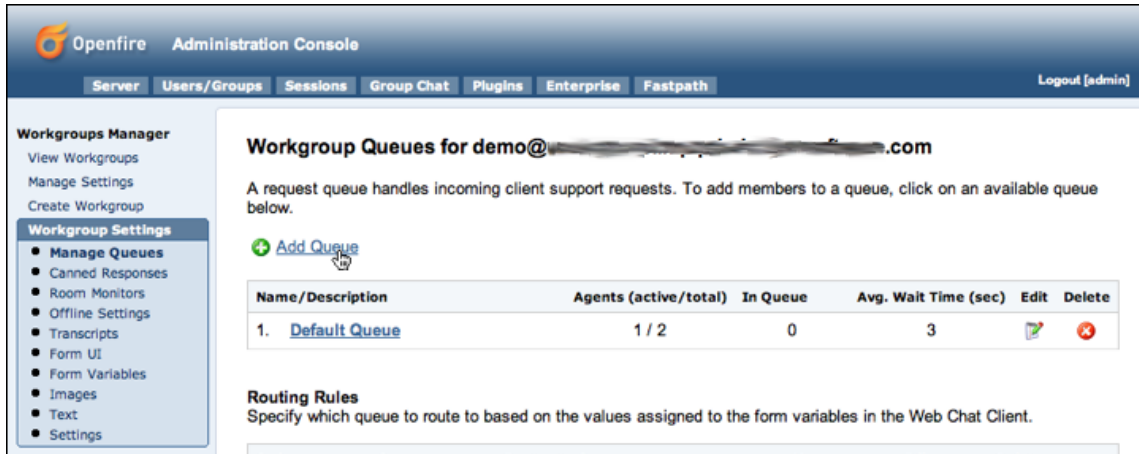 Openfire Administration Console
Server Users/Groups Sessions Group Chat Plugins Enterprise Fastpath
Logout [admin]
Workgroups Manager
View Workgroups
Manage Settings
Create Workgroup
Workgroup Settings
Manage Queues
Canned Responses
Room Monitors
Offline Settings
Transcripts
Form UI
Form Variables
Images
Text
Settings
Workgroup Queues for demo@ .com
A request queue handles incoming client support requests. To add members to a queue, click on an available queue
below.
Add Queue
Name/Description Agents (active/total) In Queue Avg. Wait Time (sec) Edit Delete
1. Default Queue 1 / 2 0 3
Routing Rules
Specify which queue to route to based on the values assigned to the form variables in the Web Chat Client.